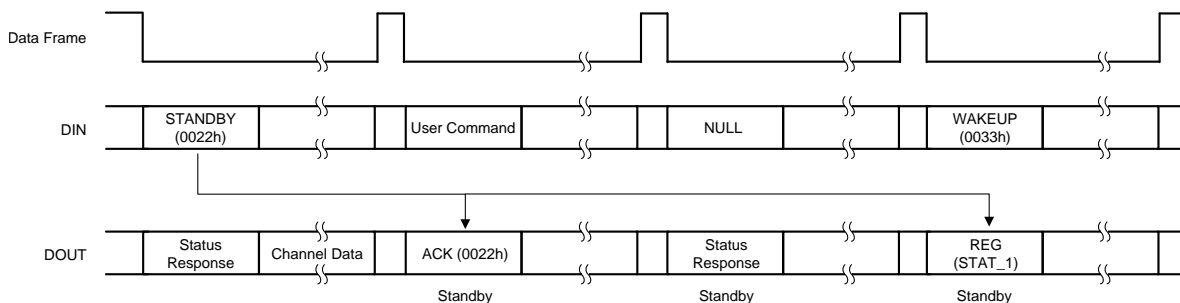 Data Frame
DIN
STANDBY
(0022h)
User Command
NULL
WAKEUP
(0033h)
DOUT
Status
Response
Channel Data
ACK (0022h)
Status
Response
REG
(STAT_1)
Standby
Standby
Standby